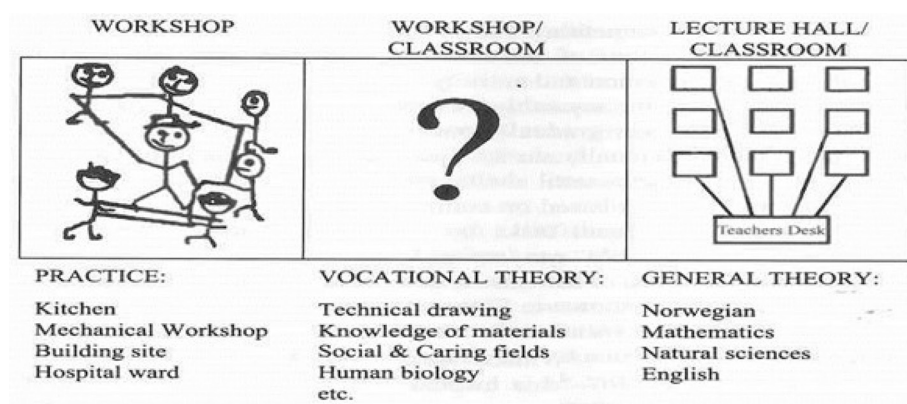 WORKSHOP
WORKSHOP/
CLASSROOM
LECTURE HALL/
CLASSROOM
?
Teachers Desk
PRACTICE:
Kitchen
Mechanical Workshop
Building site
Hospital ward
VOCATIONAL THEORY:
Technical drawing
Knowledge of materials
Social & Caring fields
Human biology
etc.
GENERAL THEORY:
Norwegian
Mathematics
Natural sciences
English